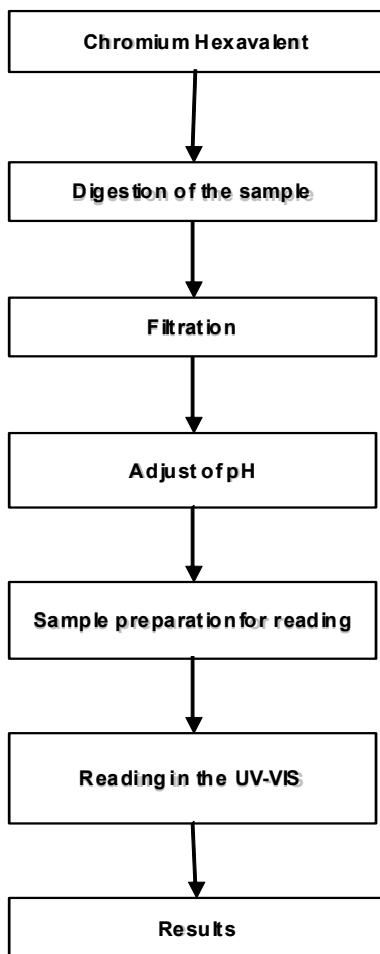 Chromium Hexavalent
Digestion of the sample
Filtration
Adjust of pH
Sample preparation for reading
Reading in the UV-VIS
Results